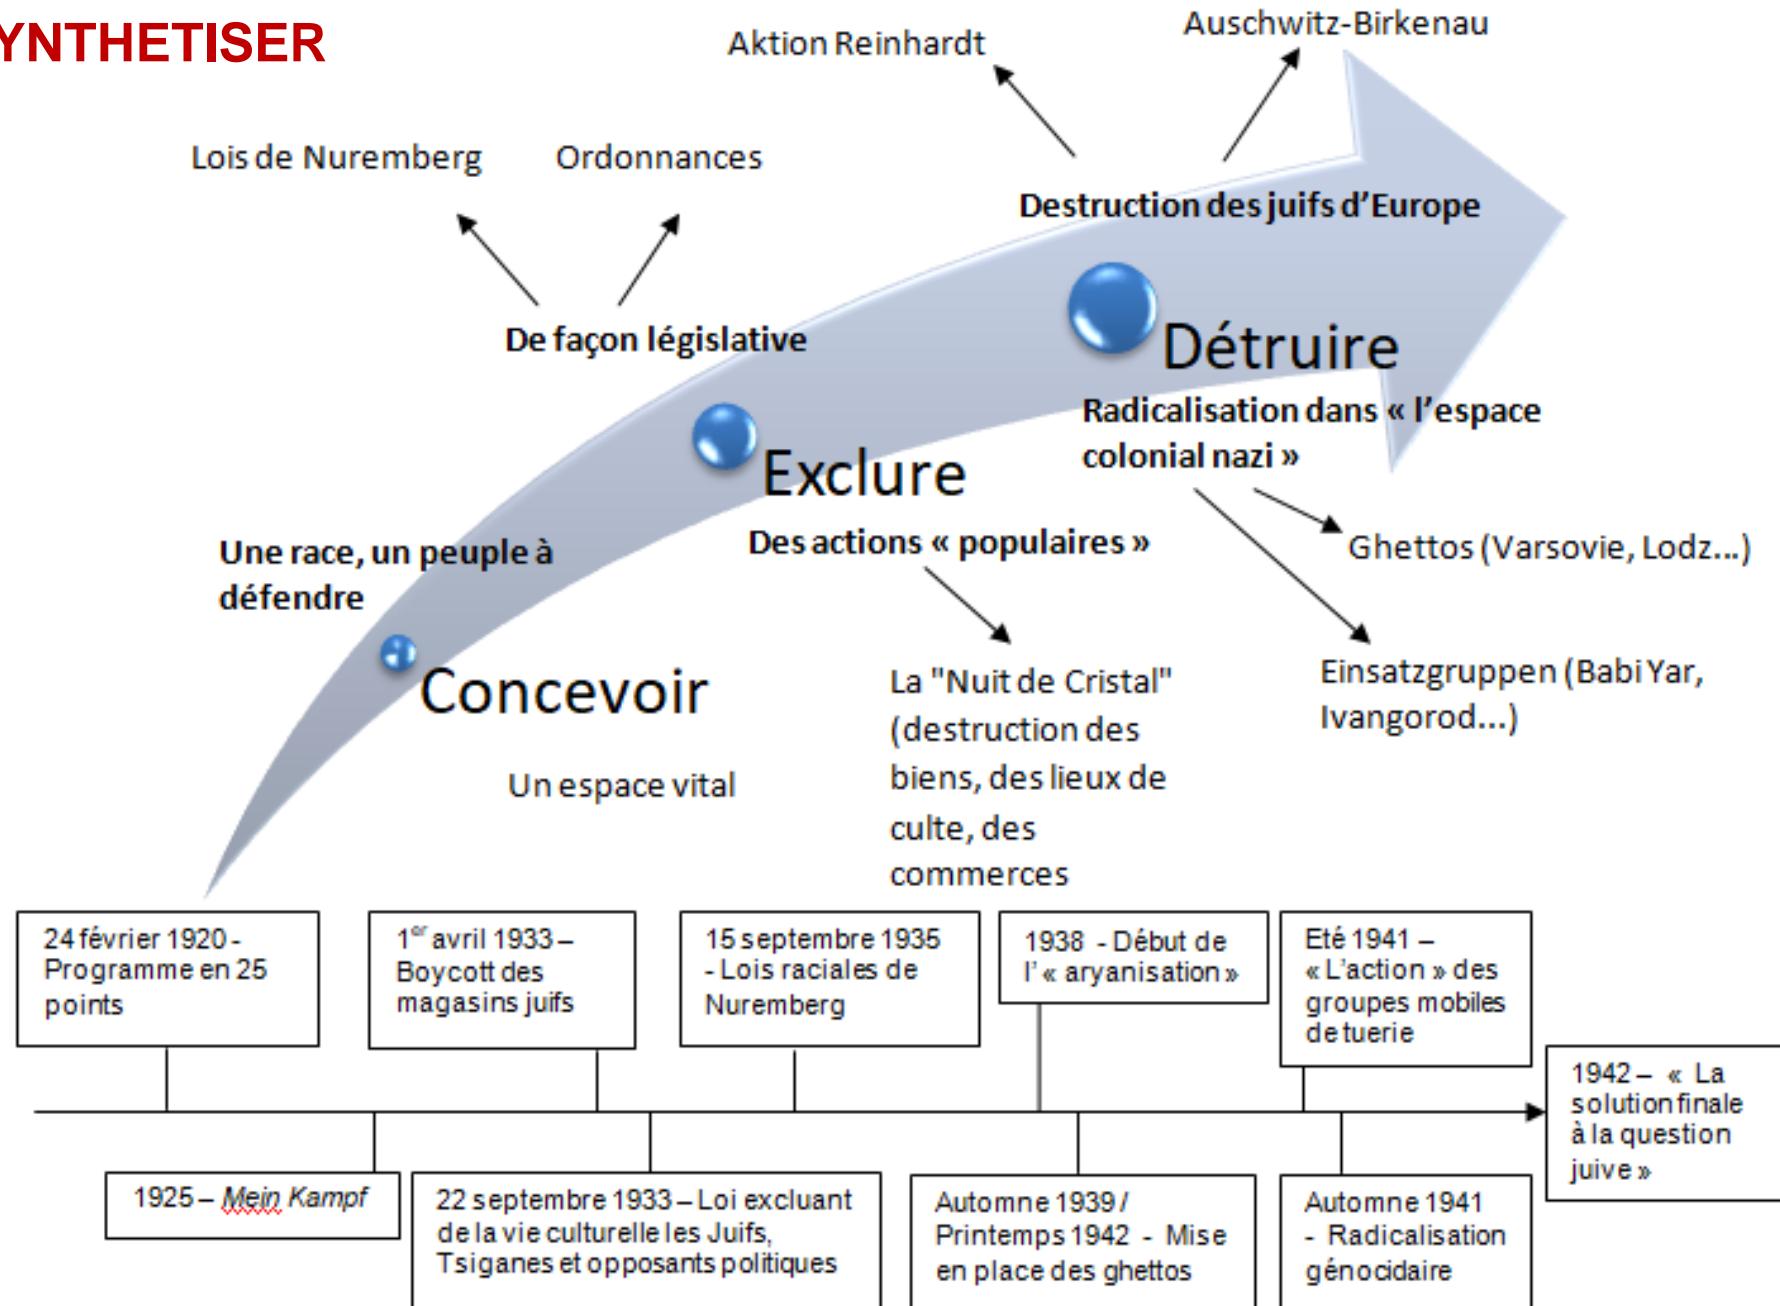 YNTHETISER
Aktion Reinhardt
Auschwitz-Birkenau
Lois de Nuremberg
Ordonnances
Destruction des juifs d'Europe
De façon législative
Détruire
Radicalisation dans « l'espace
colonial nazi »
Exclure
Des actions « populaires »
Ghettos (Varsovie, Lodz...)
Une race, un peuple à
défendre
Concevoir
La "Nuit de Cristal"
(destruction des
biens, des lieux de
culte, des
commerces
Einsatzgruppen (Babi Yar,
Ivangorod...)
Un espace vital
24 février 1920 -
Programme en 25
points
1er avril 1933 –
Boycott des
magasins juifs
15 septembre 1935
- Lois raciales de
Nuremberg
1938 - Début de
l' « aryanisation »
Eté 1941 –
« L'action » des
groupes mobiles
de tuerie
1942 – « La
solution finale
à la question
juive »
1925 – Mein Kampf
22 septembre 1933 – Loi excluant
de la vie culturelle les Juifs,
Tsiganes et opposants politiques
Automne 1939 /
Printemps 1942 - Mise
en place des ghettos
Automne 1941
- Radicalisation
génocidaire